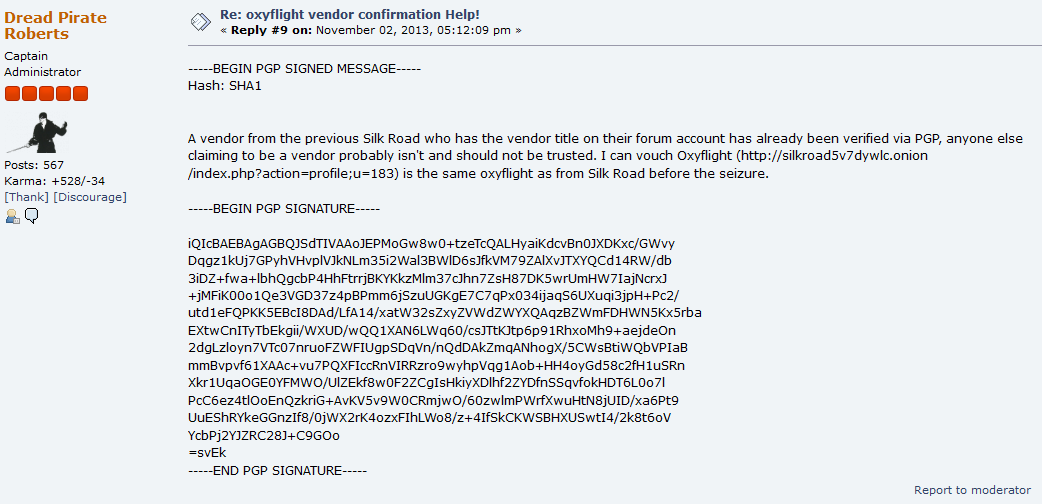 Dread Pirate
Roberts
Captain
Administrator
Posts: 567
Karma: +528/-34
[Thank] [Discourage]
Re: oxyflight vendor confirmation Help!
« Reply #9 on: November 02, 2013, 05:12:09 pm »
-----BEGIN PGP SIGNED MESSAGE-----
Hash: SHA1
A vendor from the previous Silk Road who has the vendor title on their forum account has already been verified via PGP, anyone else
claiming to be a vendor probably isn't and should not be trusted. I can vouch Oxyflight (http://silkroad5v7dywlc.onion
/index.php?action=profile;u=183) is the same oxyflight as from Silk Road before the seizure.
-----BEGIN PGP SIGNATURE-----
iQIcBAEBAgAGBQJSdTIVAAoJEPMoGw8w0+tzeTcQALHyaiKdcvBn0JXDKxc/GWvy
Dqgz1kUj7GPyhVHvplVJkNLm35i2Wal3BWlD6sJfkVM79ZAlXvJTXYQCd14RW/db
3iDZ+fwa+lbhQgcbP4HhFtrrjBKYKkzMlm37cJhn7ZsH87DK5wrUmHW7IajNcrxJ
+jMFiK00o1Qe3VGD37z4pBPmm6jSzuUGKgE7C7qPx034ijaqS6UXuqi3jpH+Pc2/
utd1eFQPKK5EBcI8DAd/LfA14/xatW32sZxyZVWdZWYXQAqzBZWmFDHWN5Kx5rba
EXtwCnITyTbEkgii/WXUD/wQQ1XAN6LWq60/csJTtKJtp6p91RhxoMh9+aejdeOn
2dgLzloyn7VTc07nruoFZWFIUgpSDqVn/nQdDAkZmqANhogX/5CWsBtiWQbVPIaB
mmBvpvf61XAAc+vu7PQXFIccRnVIRRzro9wyhpVqg1Aob+HH4oyGd58c2fH1uSRn
Xkr1UqaOGE0YFMWO/UlZEkf8w0F2ZCgIsHkiyXDlhf2ZYDfnSSqvfokHDT6L0o7l
PcC6ez4tlOoEnQzkriG+AvKV5v9W0CRmjwO/60zwlmPWrfXwuHtN8jUID/xa6Pt9
UuEShRYkeGGnzIf8/0jWX2rK4ozxFIhLWo8/z+4IfSkCKWSBHXUSwtI4/2k8t6oV
YcbPj2YJZRC28J+C9GOo
=svEk
-----END PGP SIGNATURE-----
Report to moderator